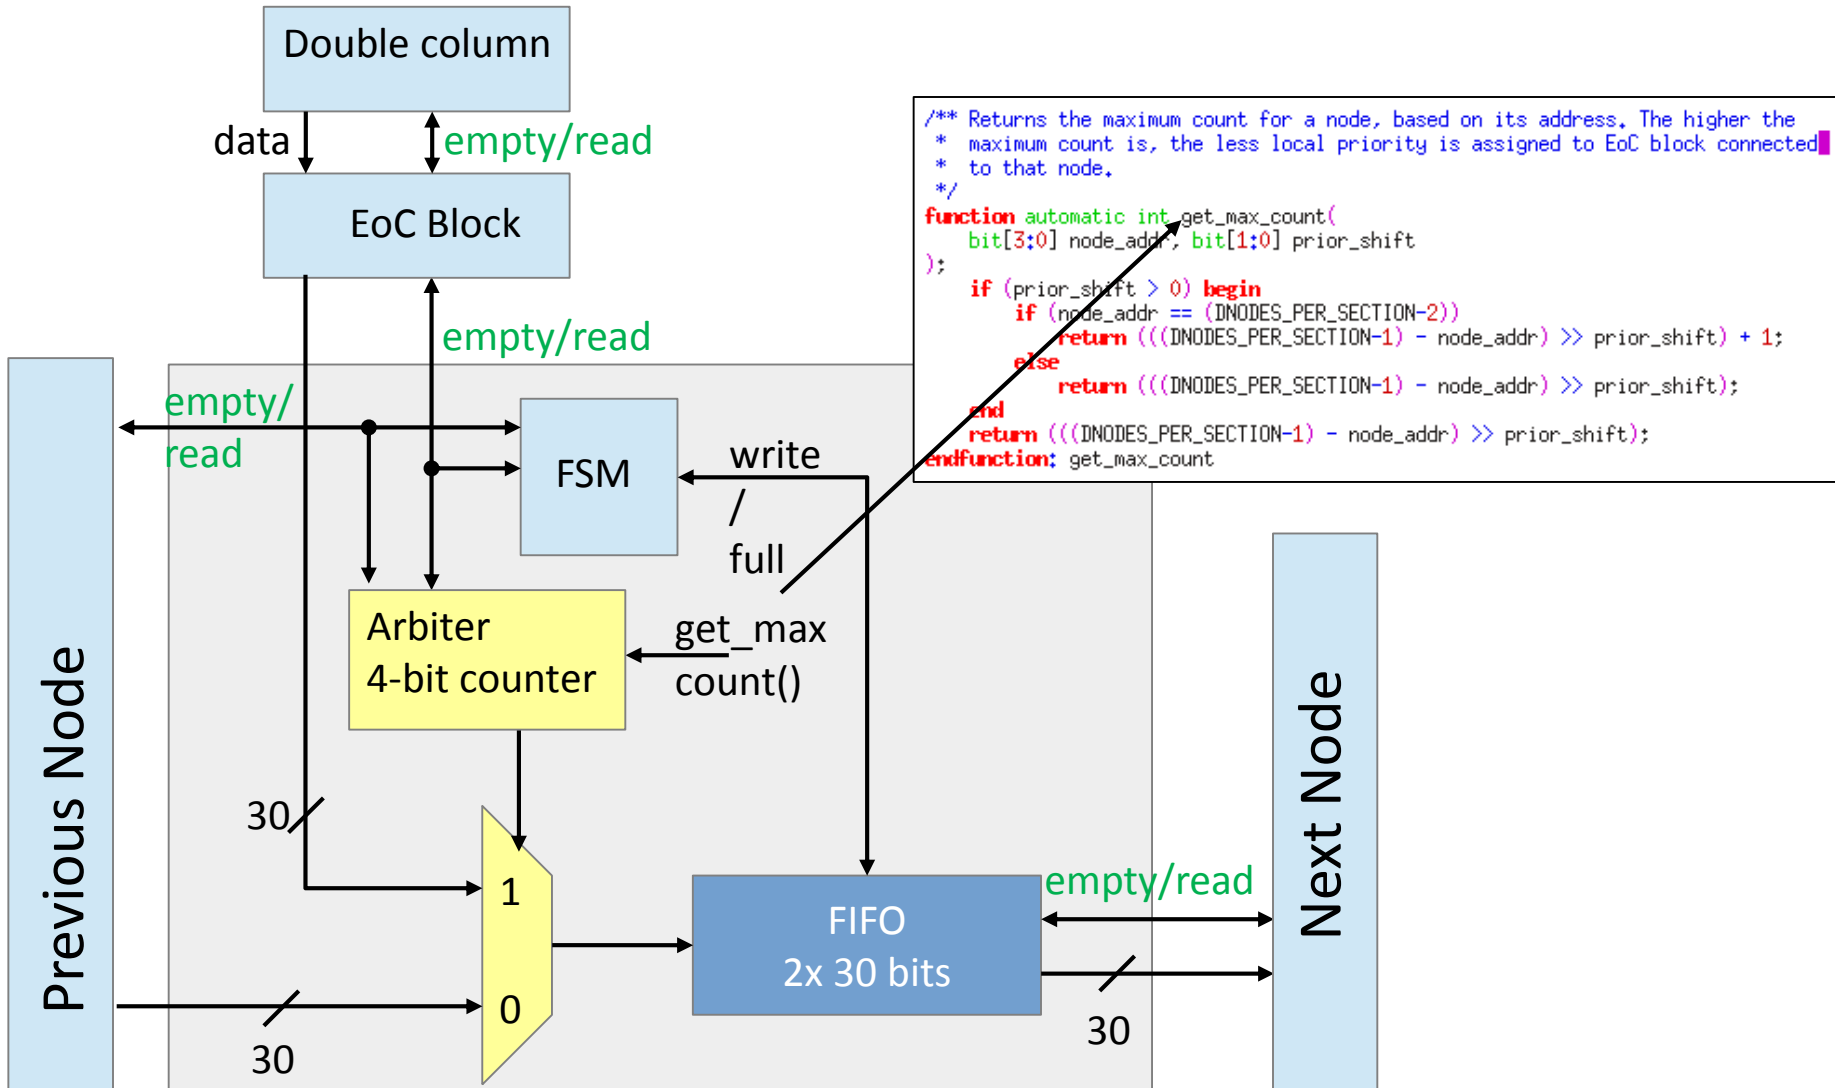 Double column
data
empty/read
EoC Block
empty/read
/** Returns the maximum count for a node, based on its address. The higher the
 *  maximum count is, the less local priority is assigned to EoC block connected
 *  to that node.
 */
function automatic int get_max_count(
    bit[3:0] node_addr, bit[1:0] prior_shift
);
    if (prior_shift > 0) begin
        if (node_addr == (DNODES_PER_SECTION-2))
            return (((DNODES_PER_SECTION-1) - node_addr) >> prior_shift) + 1;
        else
            return (((DNODES_PER_SECTION-1) - node_addr) >> prior_shift);
    end
    return (((DNODES_PER_SECTION-1) - node_addr) >> prior_shift);
endfunction: get_max_count
empty/
read
FSM
write
/
full
Arbiter
4-bit counter
get_max
count()
Previous Node
30
1
0
30
FIFO
2x 30 bits
empty/read
30
Next Node